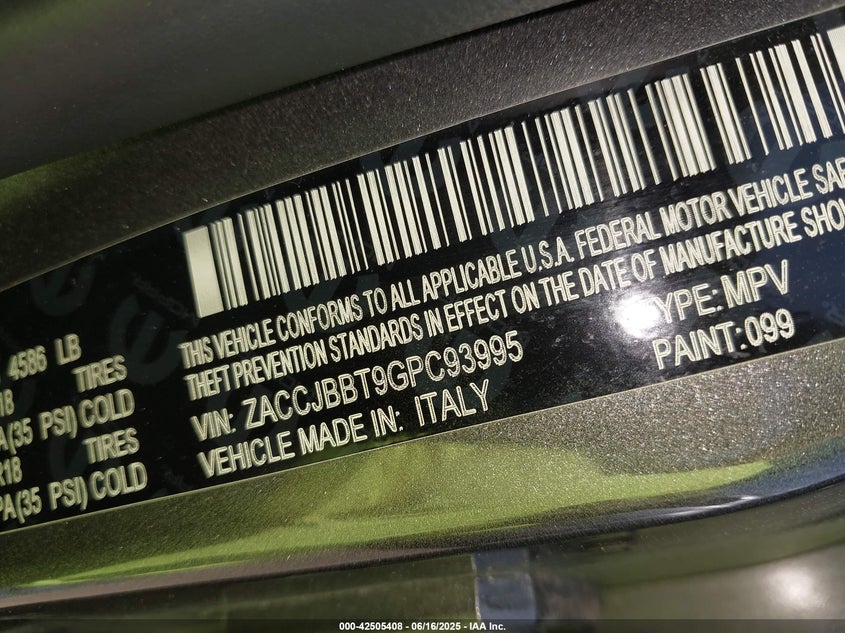 4586 LB
18 TIRES
A(35 PSI) COLD
R18 TIRES
PA(35 PSI) COLD
THIS VEHICLE CONFORMS TO ALL APPLICABLE U.S.A. FEDERAL MOTOR VEHICLE SAF
THEFT PREVENTION STANDARDS IN EFFECT ON THE DATE OF MANUFACTURE SHO
VIN: ZACCJBBT9GPC93995 TYPE: MPV
VEHICLE MADE IN: ITALY PAINT: 099
000-42505408 - 06/16/2025 - IAA Inc.